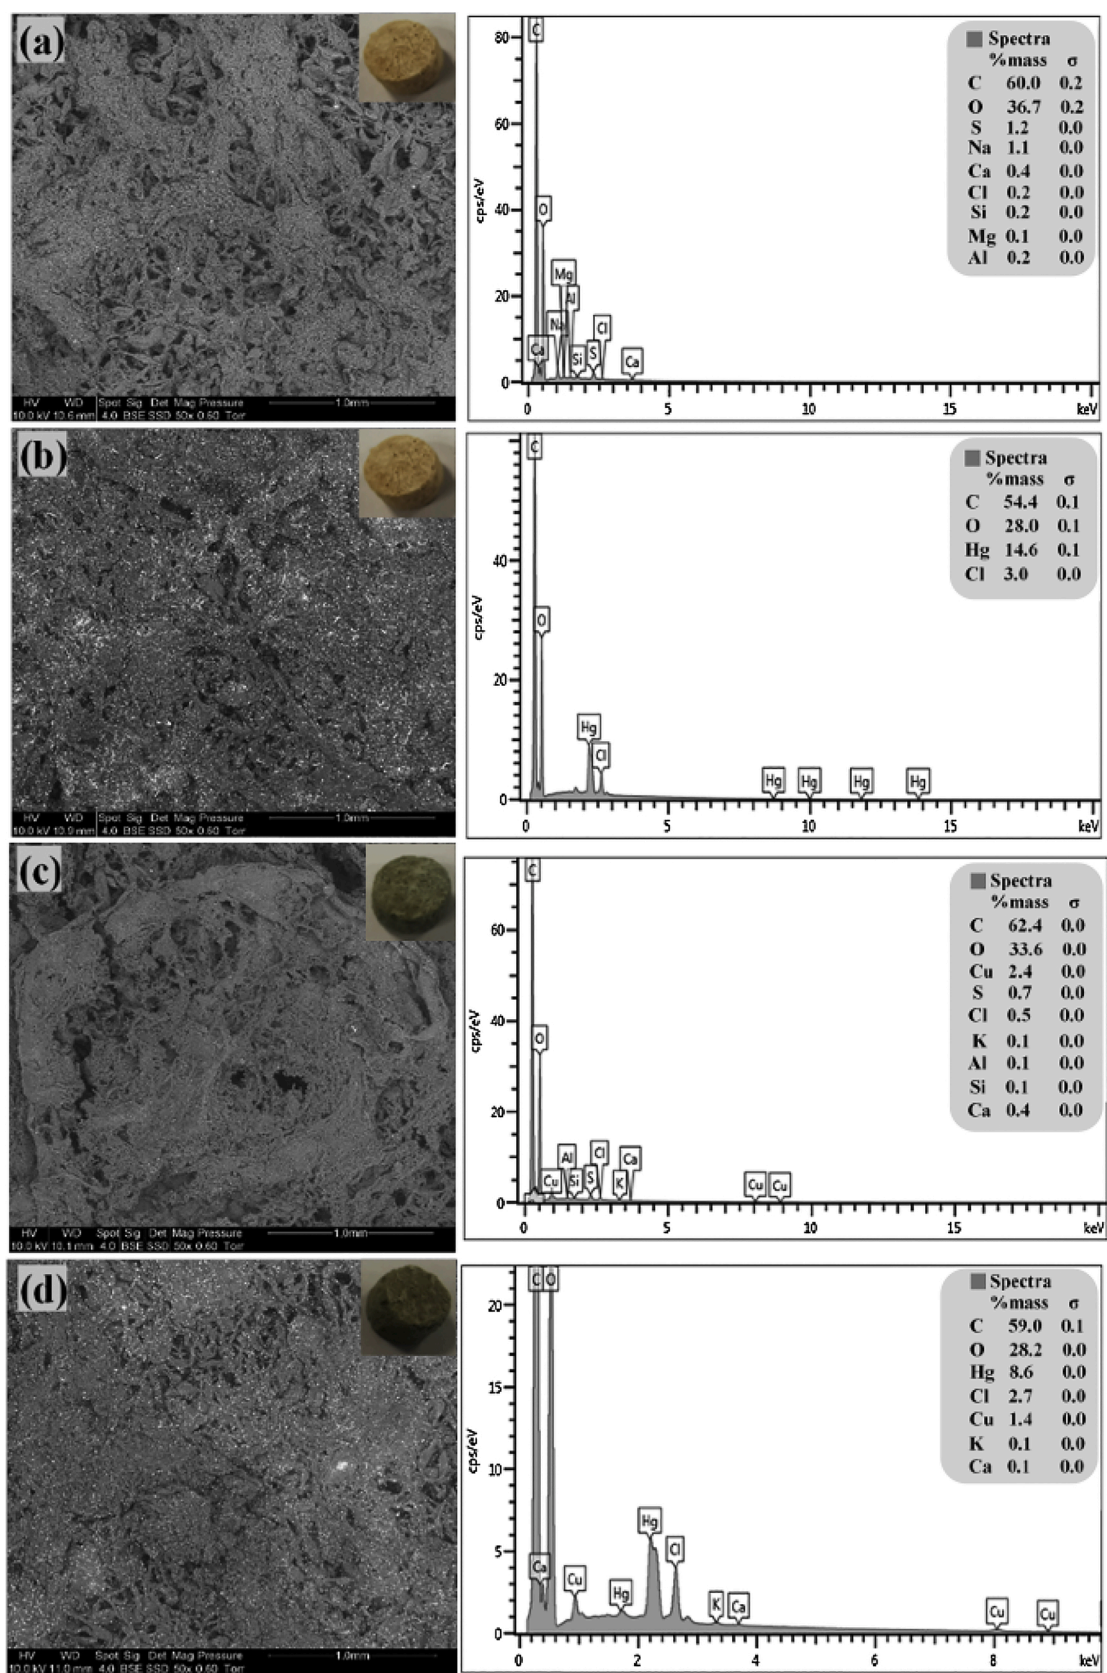 (a)
HV WD Spot Sig Det Mag Pressure
10.0 kV 10.6 mm 4.0 BSE SSD 50x 0.60 Torr
1.0mm
80
60
40
20
0
cps/eV
C
O
Mg
Al
Na
Cl
Ca
Si
S
Ca
0 5 10 15 keV
Spectra
%mass σ
C 60.0 0.2
O 36.7 0.2
S 1.2 0.0
Na 1.1 0.0
Ca 0.4 0.0
Cl 0.2 0.0
Si 0.2 0.0
Mg 0.1 0.0
Al 0.2 0.0
(b)
HV WD Spot Sig Det Mag Pressure
10.0 kV 10.9 mm 4.0 BSE SSD 50x 0.60 Torr
1.0mm
40
20
0
cps/eV
C
O
Hg
Cl
Hg Hg Hg Hg
0 5 10 15 keV
Spectra
%mass σ
C 54.4 0.1
O 28.0 0.1
Hg 14.6 0.1
Cl 3.0 0.0
(c)
HV WD Spot Sig Det Mag Pressure
10.0 kV 10.1 mm 4.0 BSE SSD 50x 0.60 Torr
1.0mm
60
40
20
0
cps/eV
C
O
Al
Cl
Ca
Cu
Si
S
K
Cu Cu
0 5 10 15 keV
Spectra
%mass σ
C 62.4 0.0
O 33.6 0.0
Cu 2.4 0.0
S 0.7 0.0
Cl 0.5 0.0
K 0.1 0.0
Al 0.1 0.0
Si 0.1 0.0
Ca 0.4 0.0
(d)
HV WD Spot Sig Det Mag Pressure
10.0 kV 11.0 mm 4.0 BSE SSD 50x 0.60 Torr
1.0mm
20
15
10
5
0
cps/eV
C O
Hg
Cl
Ca
Cu
Hg
K
Ca
Cu Cu
0 2 4 6 8 keV
Spectra
%mass σ
C 59.0 0.1
O 28.2 0.0
Hg 8.6 0.0
Cl 2.7 0.0
Cu 1.4 0.0
K 0.1 0.0
Ca 0.1 0.0